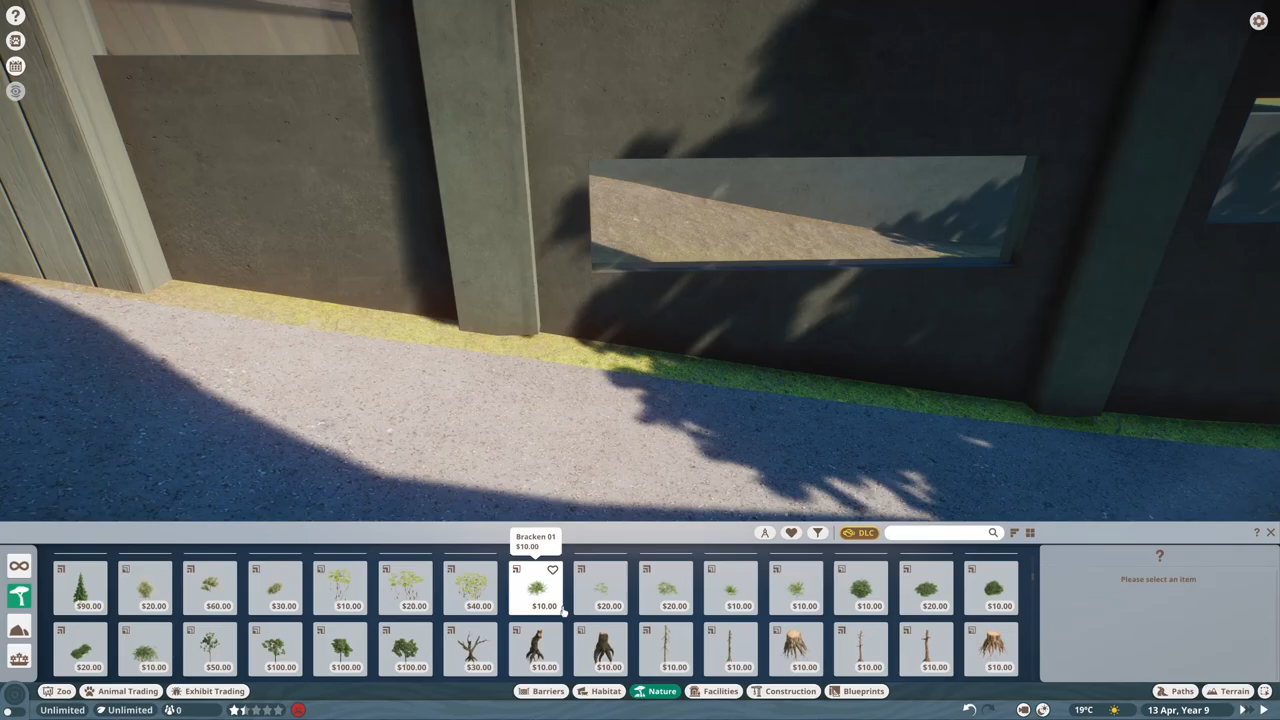 DLC
Bracken 01
$10.00
$90.00
$20.00
$60.00
$30.00
$10.00
$20.00
$40.00
$10.00
$20.00
$20.00
$10.00
$10.00
$10.00
$20.00
$10.00
Please select an item
$20.00
$10.00
$50.00
$100.00
$100.00
$100.00
$30.00
$10.00
$10.00
$10.00
$10.00
$10.00
$10.00
$10.00
$10.00
Zoo
Animal Trading
Exhibit Trading
Barriers
Habitat
Nature
Facilities
Construction
Blueprints
Paths
Terrain
Unlimited
Unlimited
0
19°C
13 Apr, Year 9